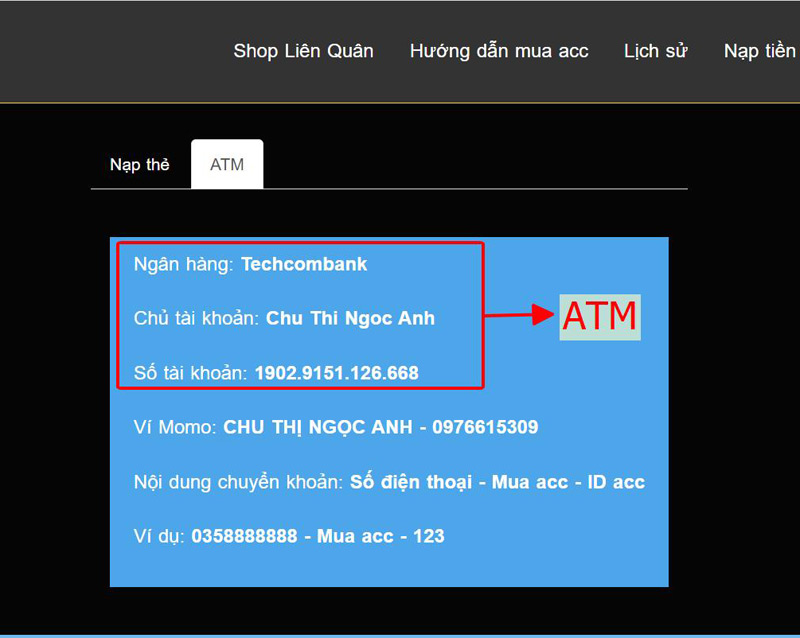 Shop Liên Quân Hướng dẫn mua acc Lịch sử Nạp tiền
Nạp thẻ ATM
Ngân hàng: Techcombank
Chủ tài khoản: Chu Thi Ngoc Anh
ATM
Số tài khoản: 1902.9151.126.668
Ví Momo: CHU THỊ NGỌC ANH - 0976615309
Nội dung chuyển khoản: Số điện thoại - Mua acc - ID acc
Ví dụ: 0358888888 - Mua acc - 123